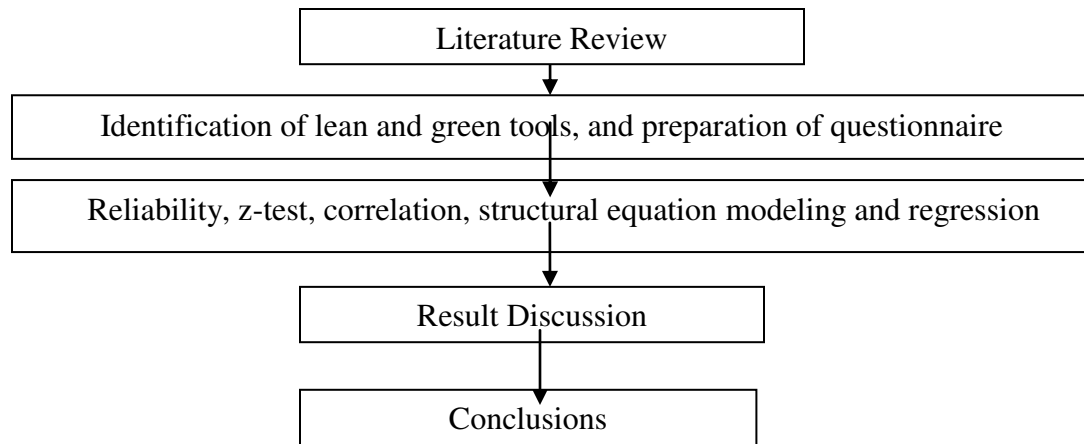 Literature Review
Identification of lean and green tools, and preparation of questionnaire
Reliability, z-test, correlation, structural equation modeling and regression
Result Discussion
Conclusions